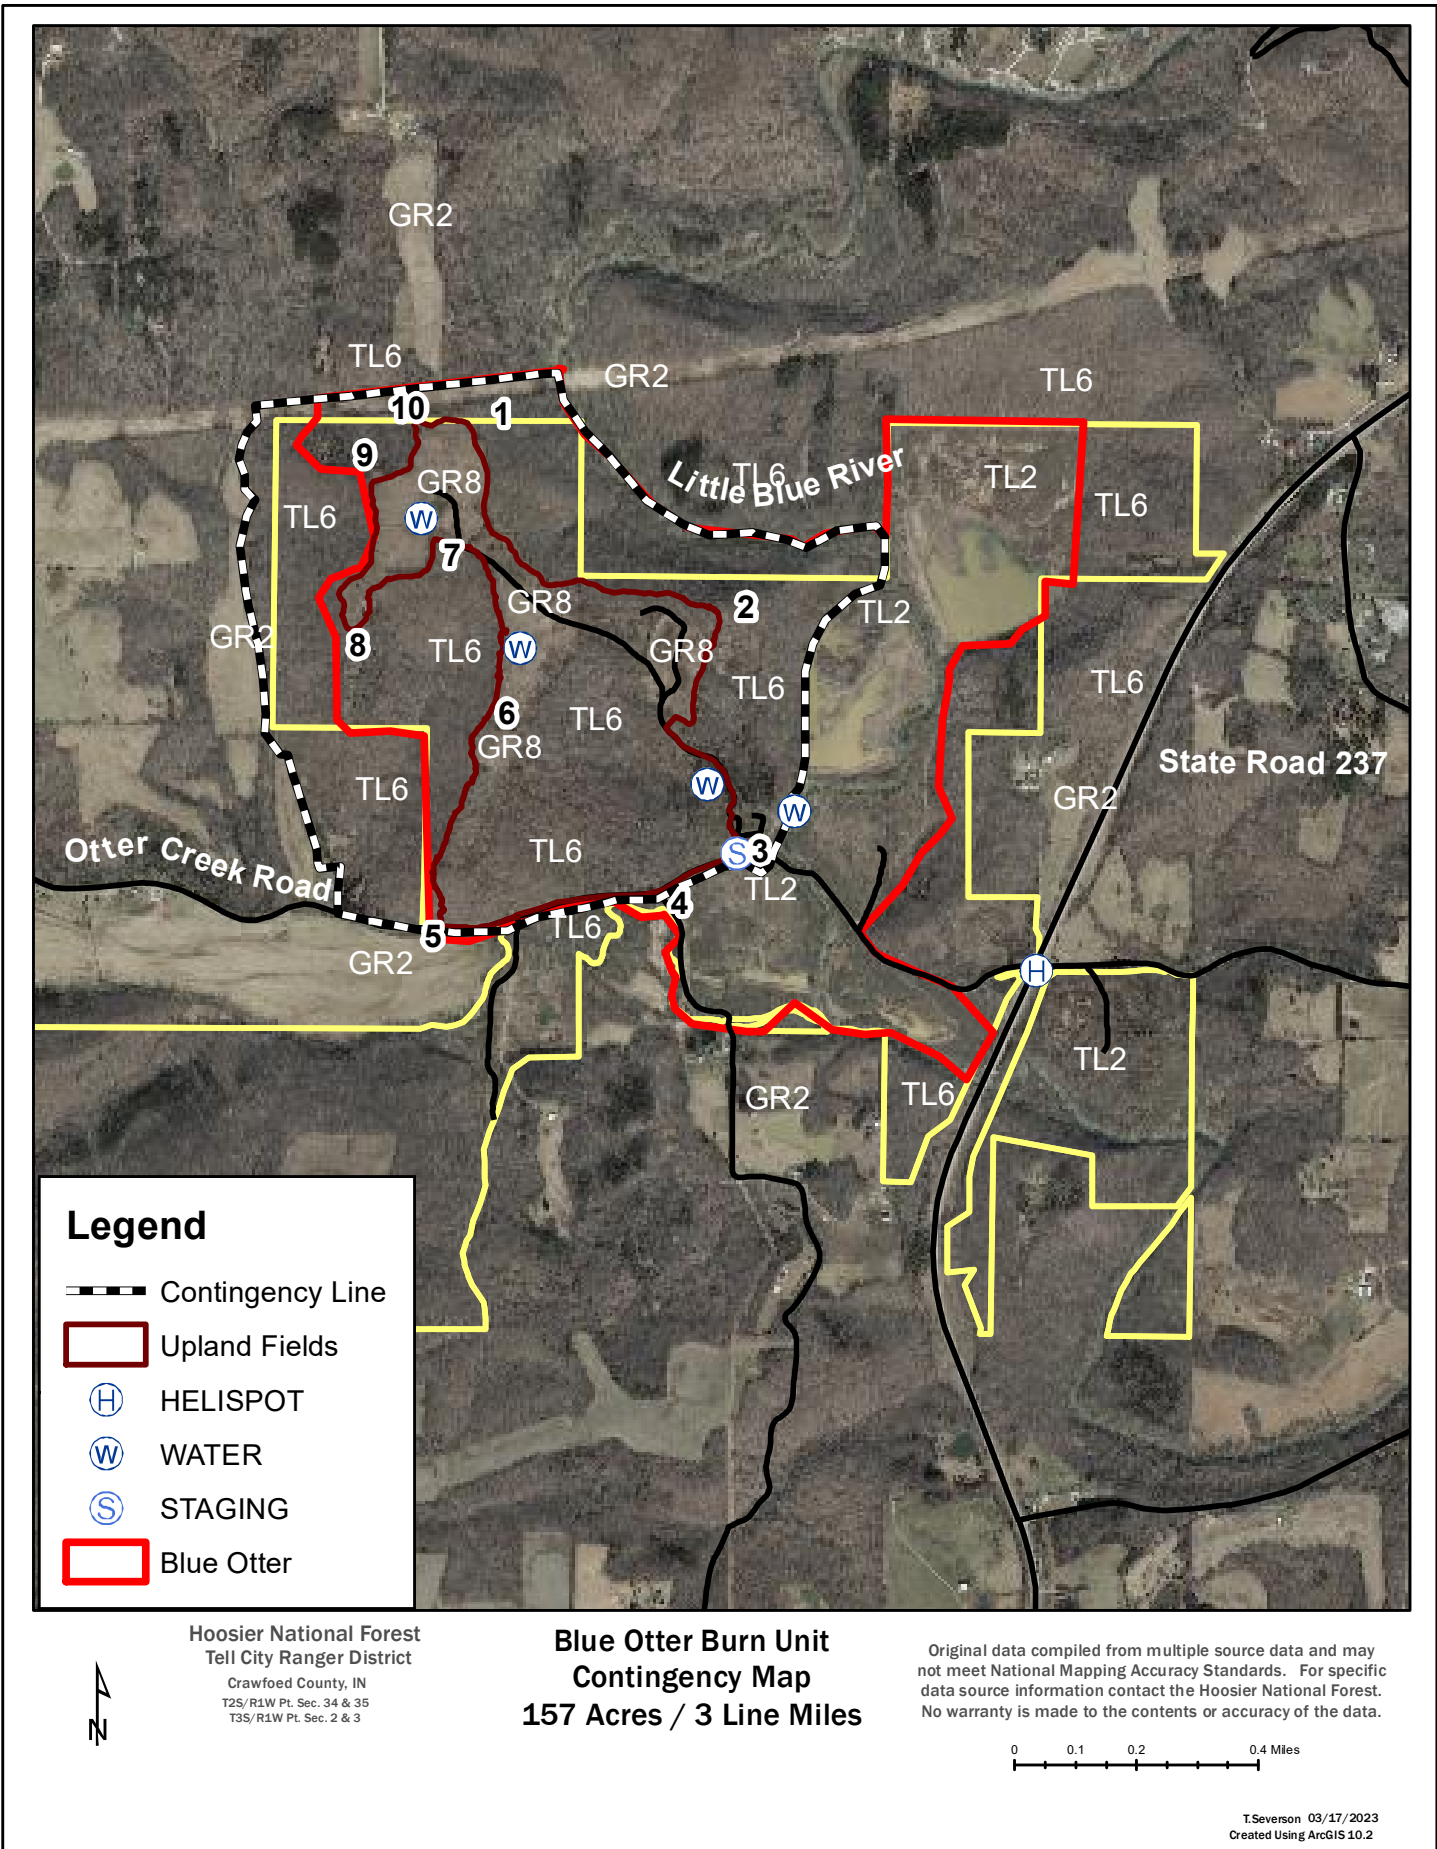 GR2
TL6
GR2
TL6
10
1
9
Little Blue River
TL6
TL2
TL6
GR8
TL6
W
7
GR8
2
TL2
GR2
8
TL6
W
GR8
TL6
TL6
6
TL6
GR8
State Road 237
TL6
W
W
GR2
Otter Creek Road
TL6
S
3
TL2
4
5
TL6
GR2
H
TL2
GR2
TL6
Legend
Contingency Line
Upland Fields
H HELISPOT
W WATER
S STAGING
Blue Otter
N
Hoosier National Forest
Tell City Ranger District
Crawfoed County, IN
T2S/R1W Pt. Sec. 34 & 35
T3S/R1W Pt. Sec. 2 & 3
Blue Otter Burn Unit
Contingency Map
157 Acres / 3 Line Miles
Original data compiled from multiple source data and may
not meet National Mapping Accuracy Standards. For specific
data source information contact the Hoosier National Forest.
No warranty is made to the contents or accuracy of the data.
0 0.1 0.2 0.4 Miles
T.Severson 03/17/2023
Created Using ArcGIS 10.2